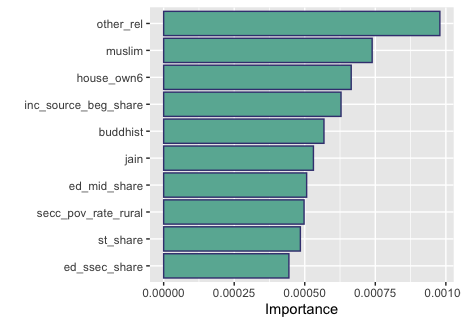 other_rel
muslim
house_own6
inc_source_beg_share
buddhist
jain
ed_mid_share
secc_pov_rate_rural
st_share
ed_ssec_share
0.00000 0.00025 0.00050 0.00075 0.00100
Importance